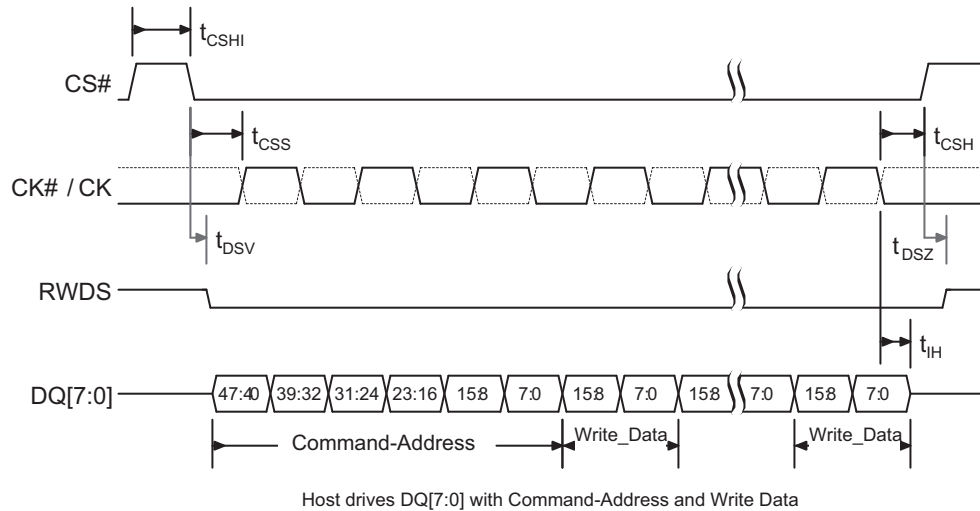 tCSHI
CS#
tCSS
tCSH
CK# / CK
tDSV
tDSZ
RWDS
tIH
DQ[7:0]
47:40 39:32 31:24 23:16 15:8 7:0 15:8 7:0 15:8 7:0 15:8 7:0
Command-Address
Write_Data
Write_Data
Host drives DQ[7:0] with Command-Address and Write Data